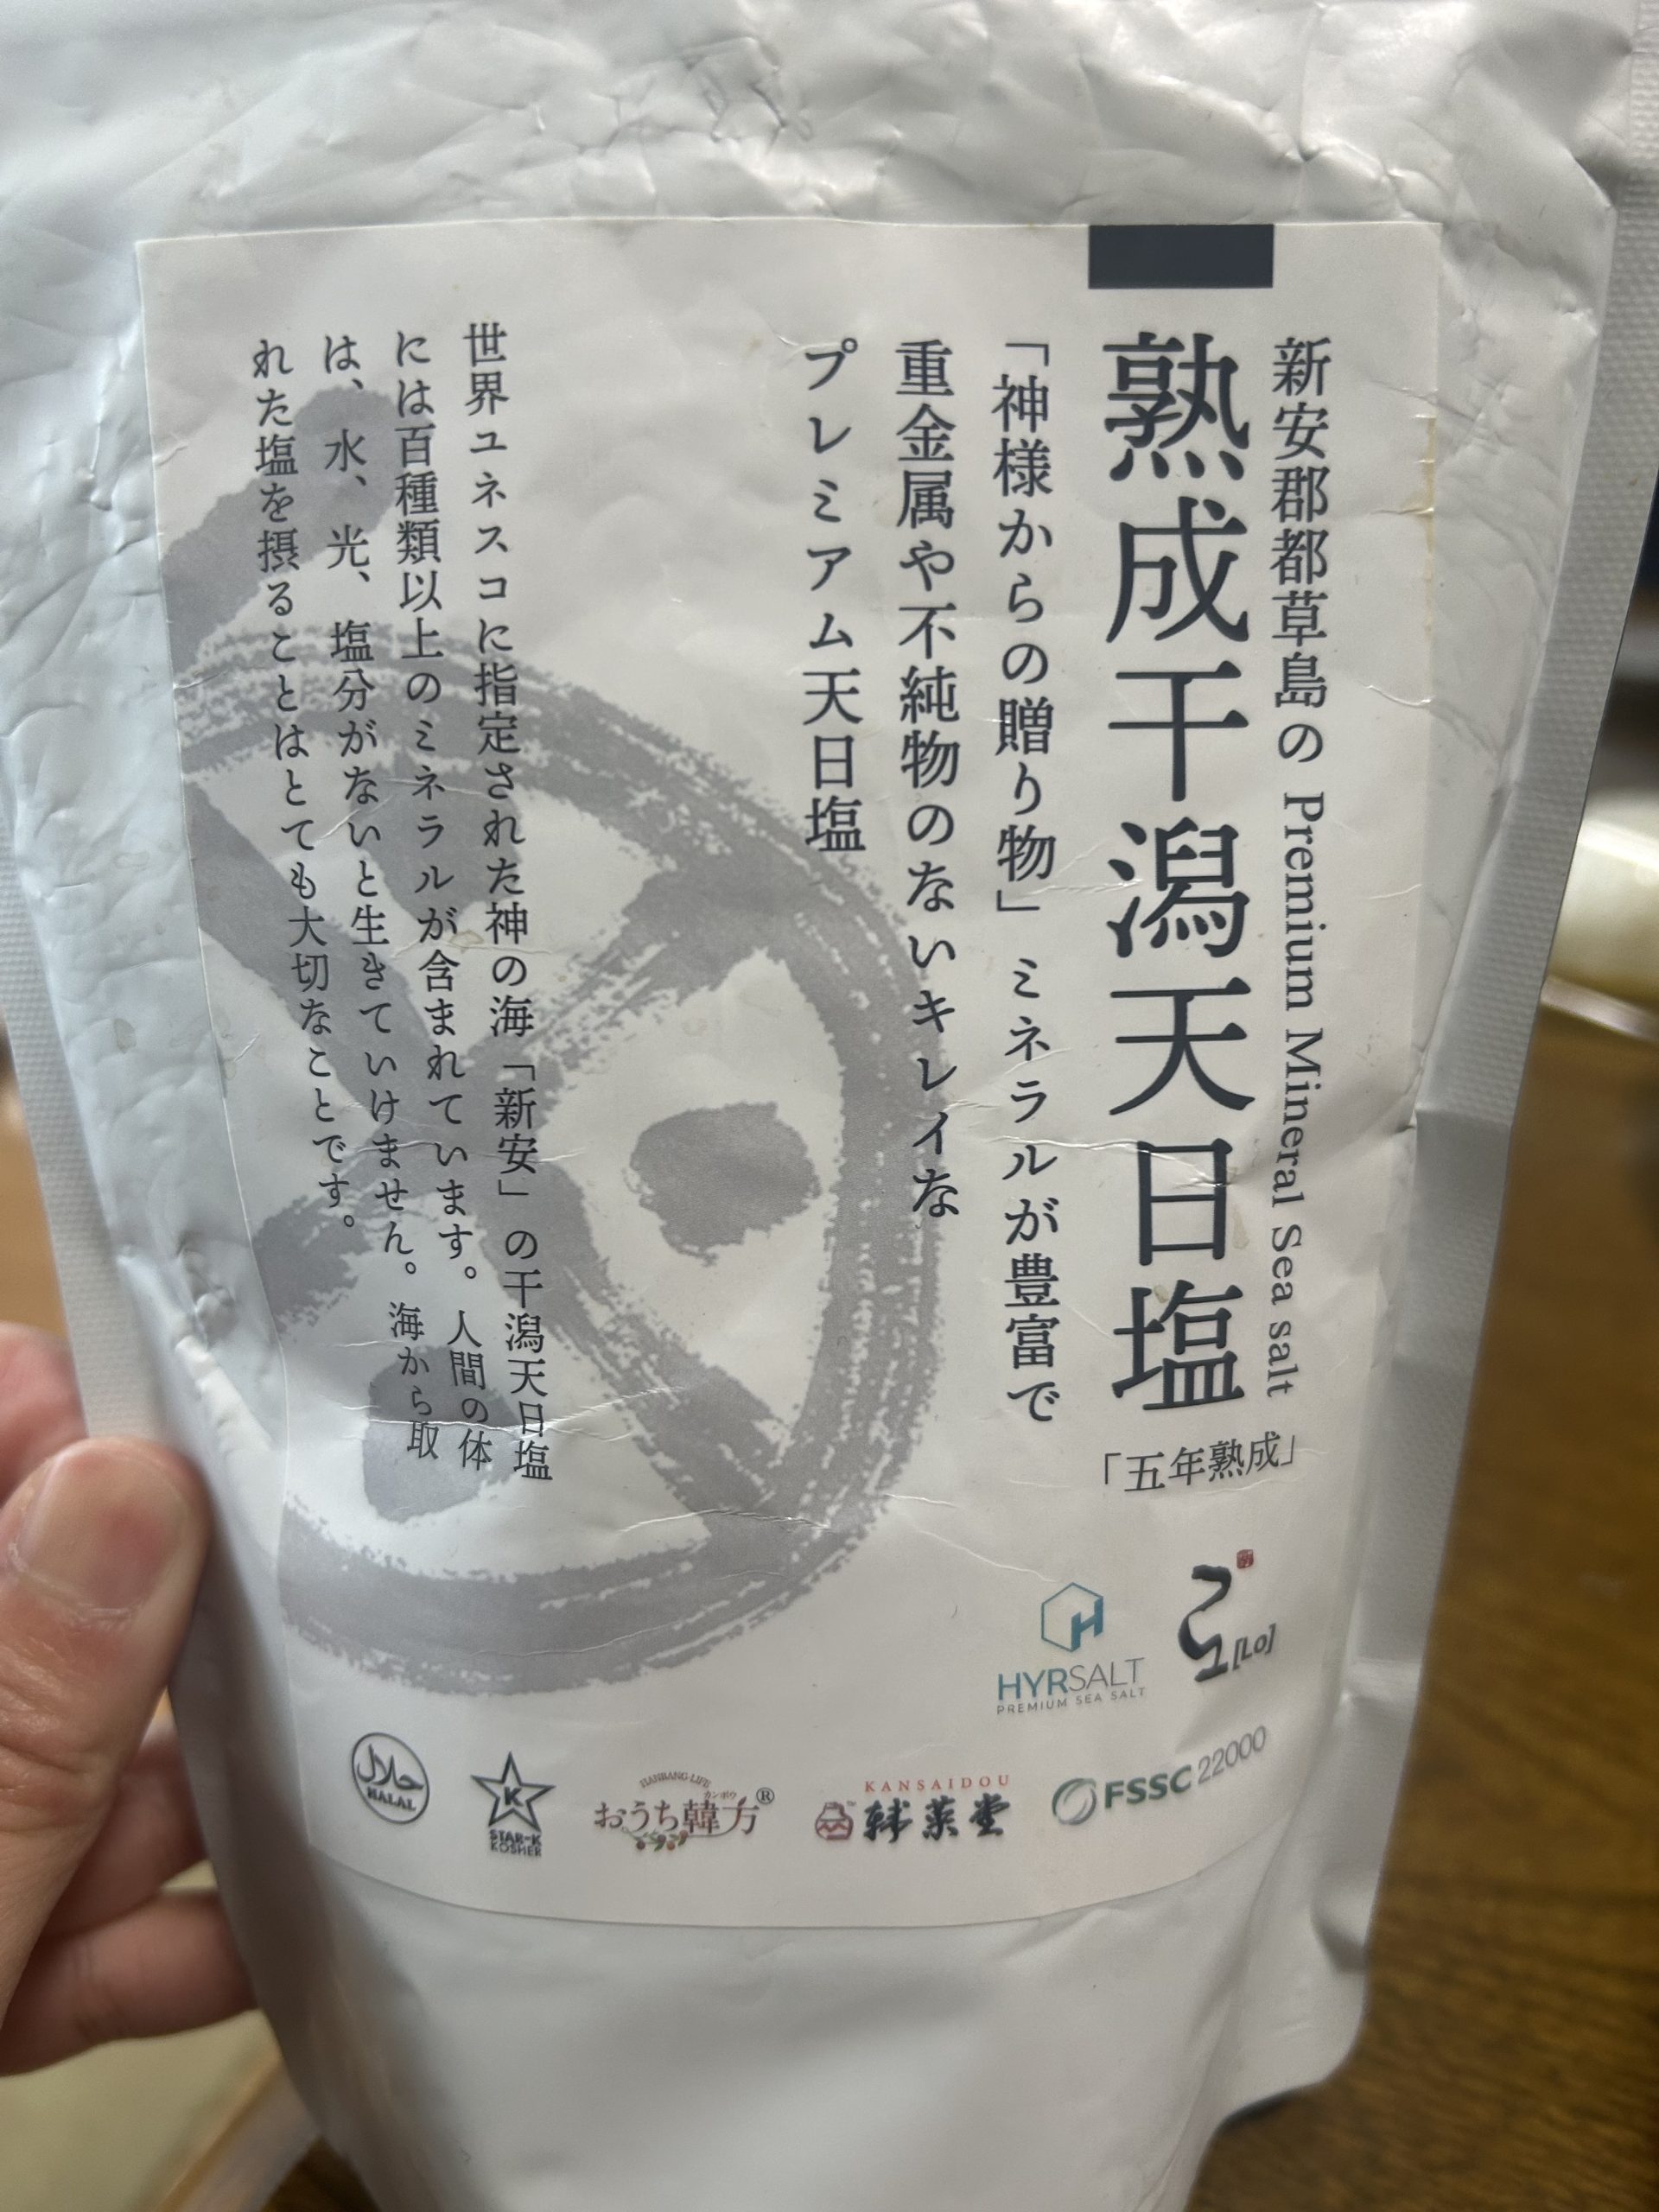 新安郡都草島の Premium Mineral Sea salt
熟成干潟天日塩
「五年熟成」
「神様からの贈り物」 ミネラルが豊富で
重金属や不純物のないキレイな
プレミアム天日塩
世界ユネスコに指定された神の海「新安」の干潟天日塩
には百種類以上のミネラルが含まれています。人間の体
は、水、光、塩分がないと生きていけません。海から取
れた塩を摂ることはとても大切なことです。
[LO]
HYRSALT
PREMIUM SEA SALT
حلال
HALAL
K
STAR-K
KOSHER
HANBANG-LIFE
カンポウ
おうち韓方®
KANSAIDOU
FSSC 22000